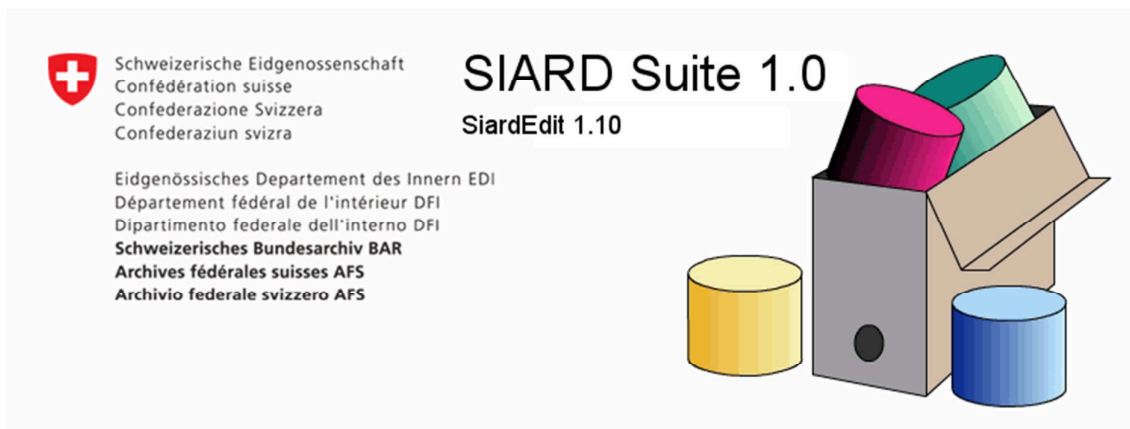 Schweizerische Eidgenossenschaft
Confédération suisse
Confederazione Svizzera
Confederaziun svizra
Eidgenössisches Departement des Innern EDI
Département fédéral de l'intérieur DFI
Dipartimento federale dell'interno DFI
Schweizerisches Bundesarchiv BAR
Archives fédérales suisses AFS
Archivio federale svizzero AFS
SIARD Suite 1.0
SiardEdit 1.10